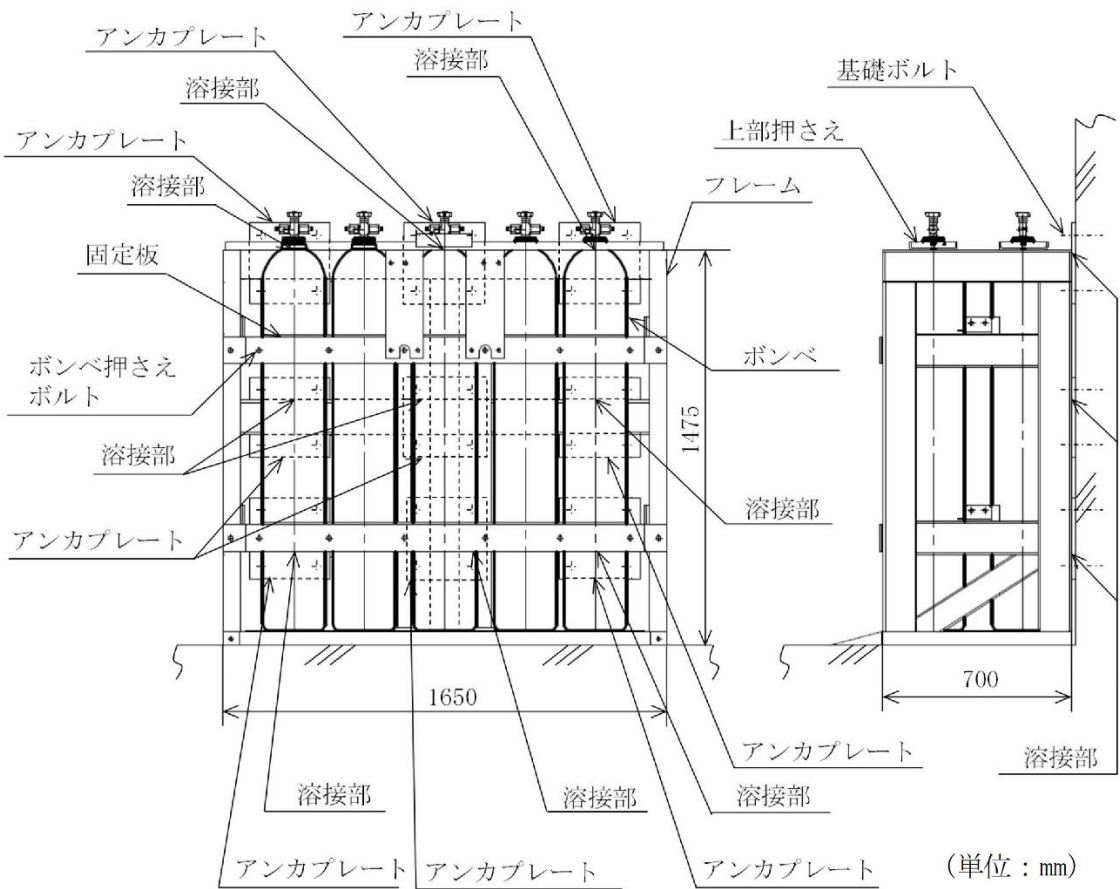 アンカプレート
アンカプレート
溶接部
溶接部
基礎ボルト
アンカプレート
上部押さえ
溶接部
フレーム
固定板
ボンベ押さえ
ボルト
ボンベ
1475
溶接部
溶接部
アンカプレート
1650
700
アンカプレート
溶接部
溶接部
溶接部
溶接部
アンカプレート
アンカプレート
アンカプレート
(単位：mm)